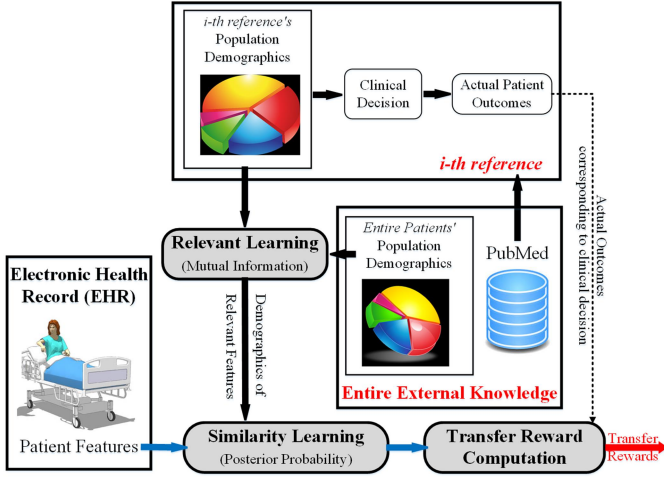 i-th reference's
Population
Demographics
Clinical
Decision
Actual Patient
Outcomes
i-th reference
Relevant Learning
(Mutual Information)
Entire Patients'
Population
Demographics
PubMed
Entire External Knowledge
Actual Outcomes
corresponding to clinical decision
Electronic Health
Record (EHR)
Patient Features
Demographics of
Relevant Features
Similarity Learning
(Posterior Probability)
Transfer Reward
Computation
Transfer
Rewards